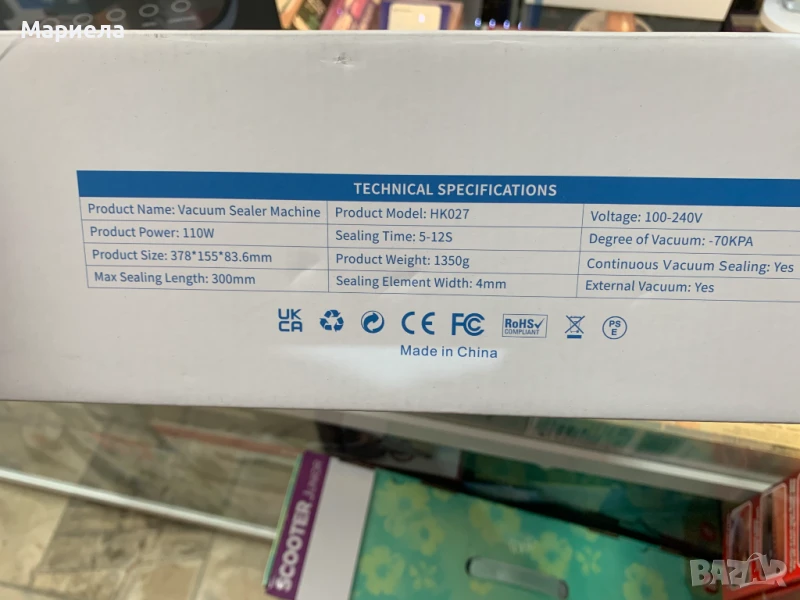 Мариела
TECHNICAL SPECIFICATIONS
Product Name: Vacuum Sealer Machine
Product Model: HK027
Voltage: 100-240V
Product Power: 110W
Sealing Time: 5-12S
Degree of Vacuum: -70KPA
Product Size: 378*155*83.6mm
Product Weight: 1350g
Continuous Vacuum Sealing: Yes
Max Sealing Length: 300mm
Sealing Element Width: 4mm
External Vacuum: Yes
UK
CA
CE
FC
RoHS✓
COMPLIANT
PS
E
Made in China
SCOOTER JUNIOR
BAZAR